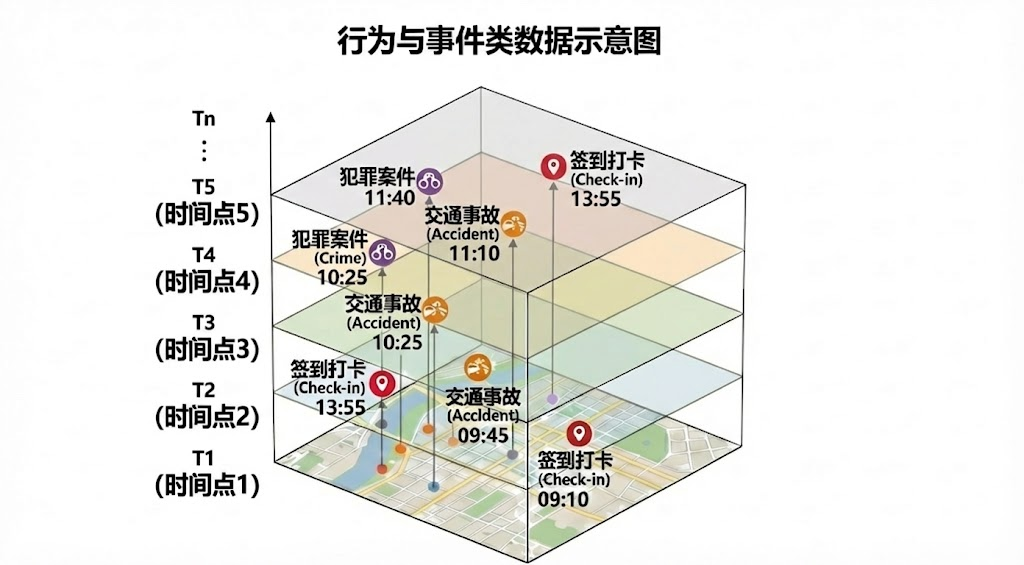 行为与事件类数据示意图
Tn
⋮
T5
(时间点5)
T4
(时间点4)
T3
(时间点3)
T2
(时间点2)
T1
(时间点1)
犯罪案件
11:40
签到打卡
(Check-in)
13:55
交通事故
(Accident)
11:10
犯罪案件
(Crime)
10:25
交通事故
(Accident)
10:25
签到打卡
(Check-in)
13:55
交通事故
(Accldent)
09:45
签到打卡
(Check-in)
09:10